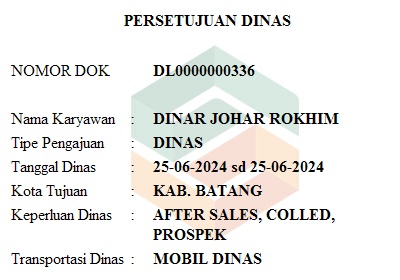 PERSETUJUAN DINAS
NOMOR DOK DL0000000336
Nama Karyawan : DINAR JOHAR ROKHIM
Tipe Pengajuan : DINAS
Tanggal Dinas : 25-06-2024 sd 25-06-2024
Kota Tujuan : KAB. BATANG
Keperluan Dinas : AFTER SALES, COLLED,
PROSPEK
Transportasi Dinas : MOBIL DINAS